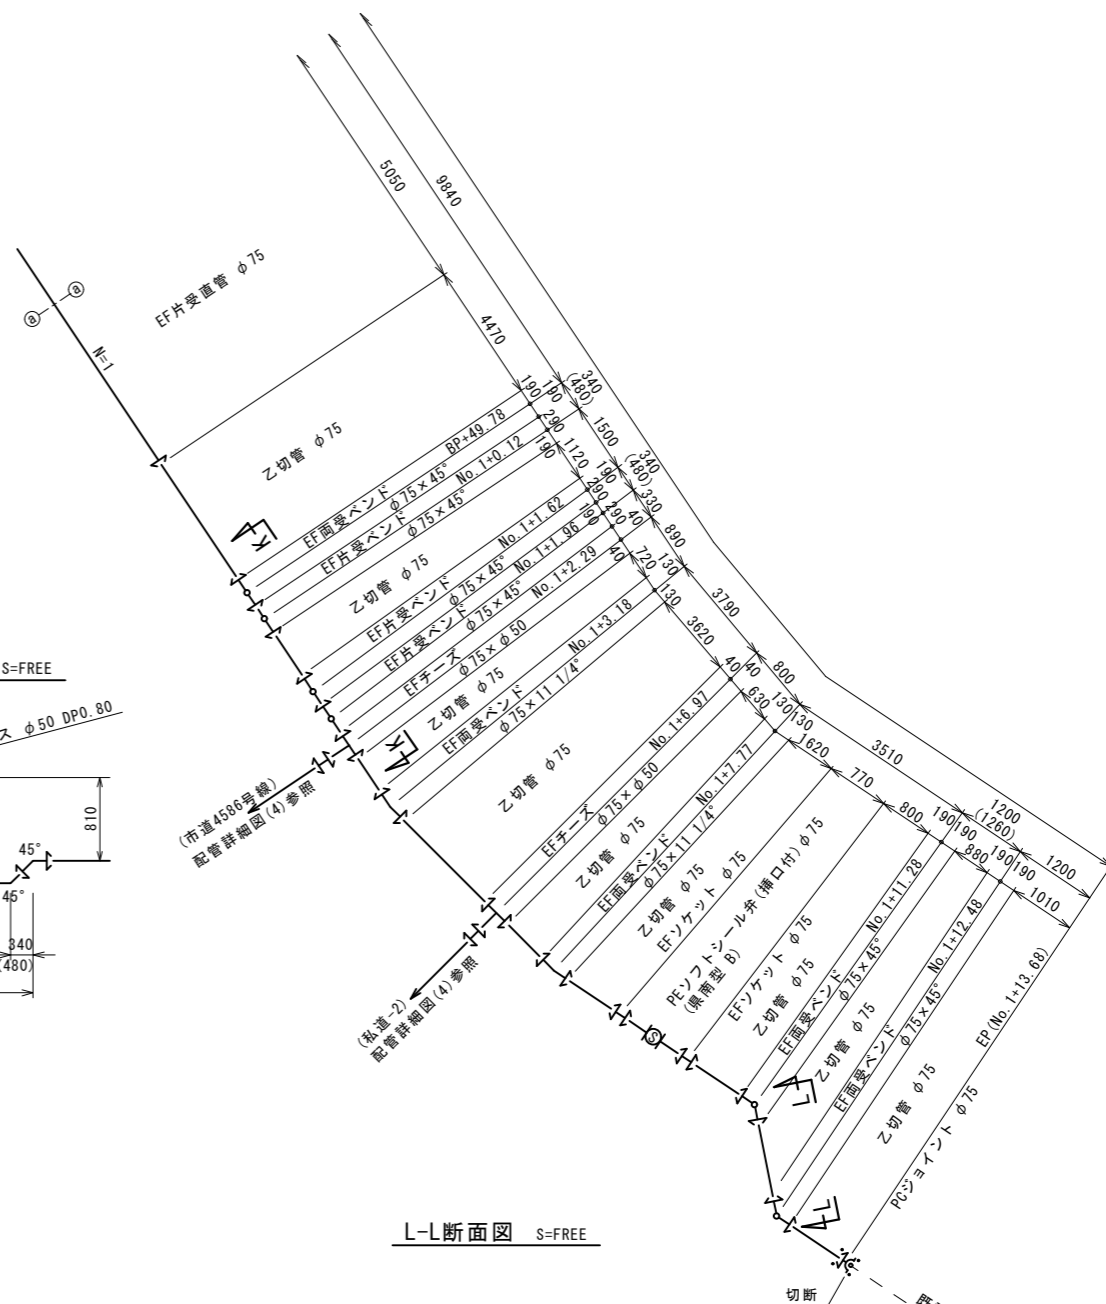 5050
9840
EF片受直管 φ75
ⓐ
ⓐ
N=1
4470
乙切管 φ75
190
190
340
(480)
BP+49.78
EF両受ベンド
φ75×45°
290
1500
No.1+0.12
EF片受ベンド
φ75×45°
190
1120
190
340
(480)
乙切管 φ75
290
330
No.1+1.62
EF片受ベンド
φ75×45°
190
290
40
890
No.1+1.96
EF片受ベンド
φ75×45°
40
720
130
No.1+2.29
EFチーズ
φ75×φ50
130
3790
乙切管 φ75
No.1+3.18
EF両受ベンド
φ75×11 1/4°
3620
40
40
800
乙切管 φ75
No.1+6.97
EFチーズ
φ75×φ50
630
130
130
3510
乙切管 φ75
No.1+7.77
EF両受ベンド
φ75×11 1/4°
1620
770
800
乙切管 φ75
EFソケット φ75
PEソフトシール弁(挿口付)φ75
(県南型 B)
EFソケット φ75
乙切管 φ75
190
190
1200
(1260)
No.1+11.28
EF両受ベンド
φ75×45°
880
190
190
1200
乙切管 φ75
No.1+12.48
EF両受ベンド
φ75×45°
1010
乙切管 φ75
EP(No.1+13.68)
PCジョイント φ75
K
K
L
L
(市道4586号線)
配管詳細図(4)参照
(私道-2)
配管詳細図(4)参照
S
S=FREE
ス φ50 DP0.80
810
45°
45°
340
(480)
L-L断面図 S=FREE
切断